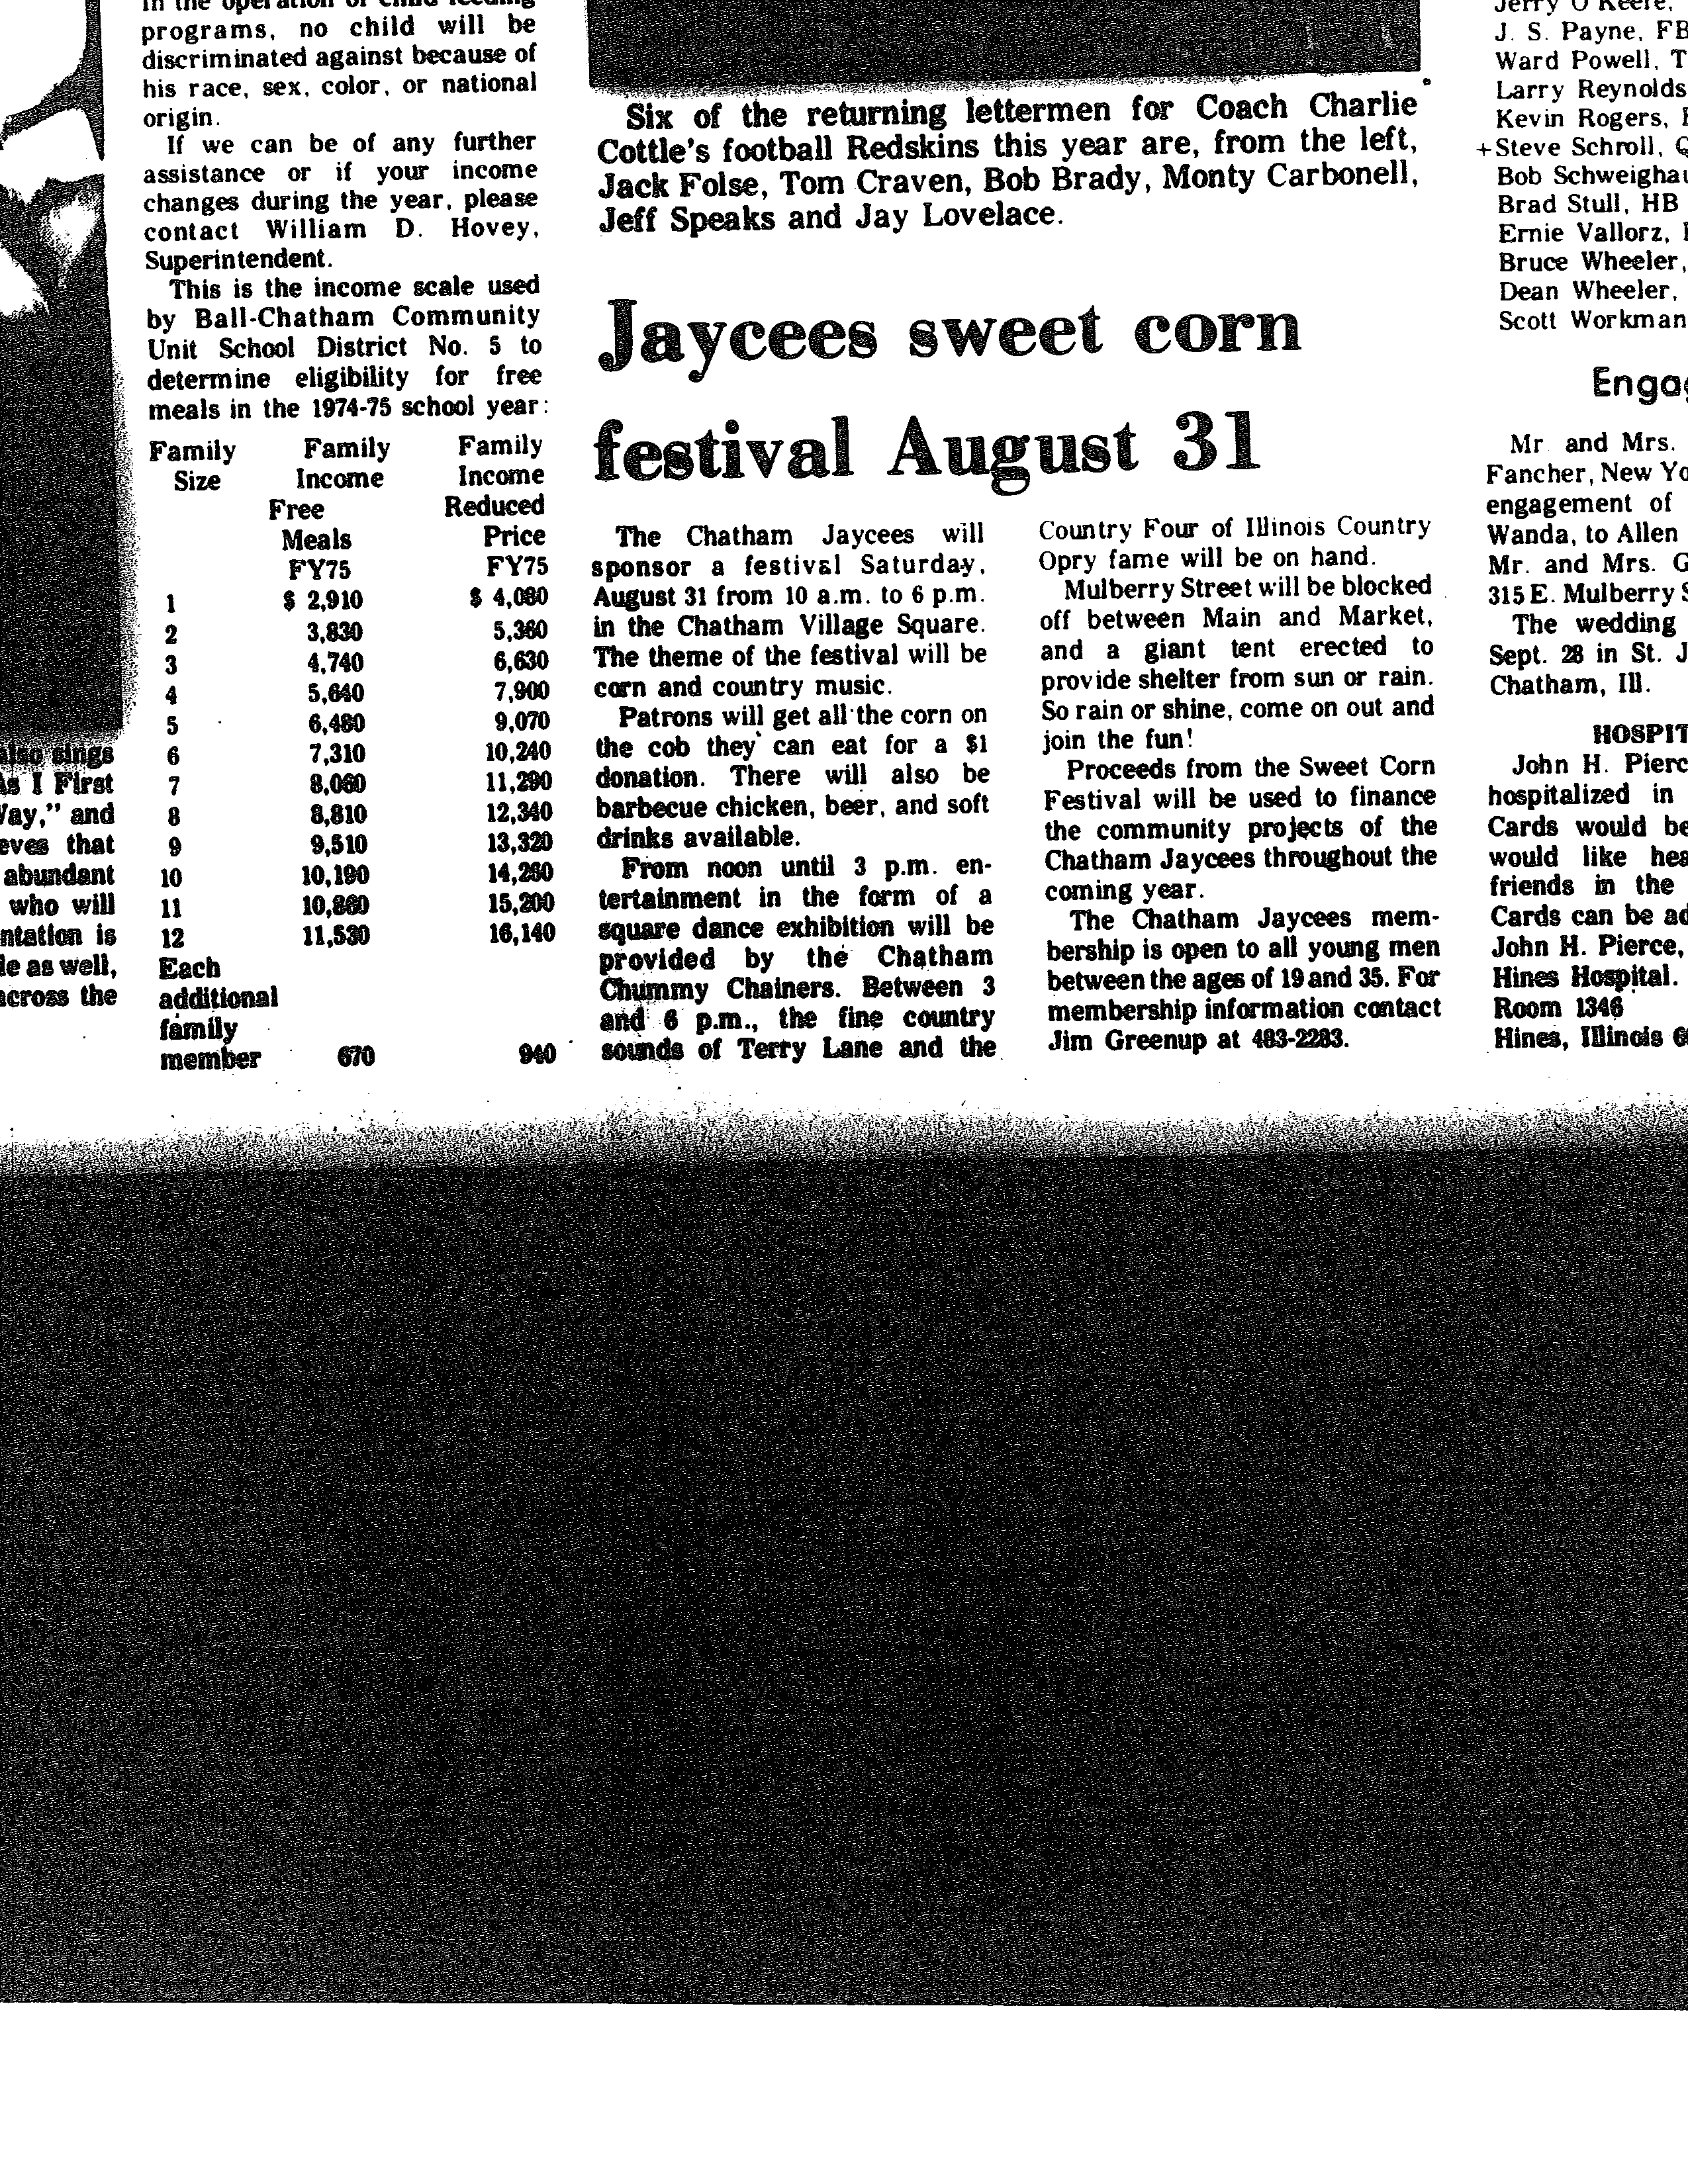 also sings
As I First
Way," and
eves that
abundant
who will
ntation is
le as well,
across the
in the operation of child feeding
programs, no child will be
discriminated against because of
his race, sex, color, or national
origin.
If we can be of any further
assistance or if your income
changes during the year, please
contact William D. Hovey,
Superintendent.
This is the income scale used
by Ball-Chatham Community
Unit School District No. 5 to
determine eligibility for free
meals in the 1974-75 school year:
Family Family Family
Size Income Income
Free Reduced
Meals Price
FY75 FY75
1 $ 2,910 $ 4,080
2 3,830 5,360
3 4,740 6,630
4 5,640 7,900
5 6,480 9,070
6 7,310 10,240
7 8,060 11,290
8 8,810 12,340
9 9,510 13,320
10 10,190 14,260
11 10,860 15,200
12 11,530 16,140
Each
additional
family
member 670 940
Six of the returning lettermen for Coach Charlie
Cottle's football Redskins this year are, from the left,
Jack Folse, Tom Craven, Bob Brady, Monty Carbonell,
Jeff Speaks and Jay Lovelace.
Jaycees sweet corn
festival August 31
The Chatham Jaycees will
sponsor a festival Saturday,
August 31 from 10 a.m. to 6 p.m.
in the Chatham Village Square.
The theme of the festival will be
corn and country music.
Patrons will get all the corn on
the cob they can eat for a $1
donation. There will also be
barbecue chicken, beer, and soft
drinks available.
From noon until 3 p.m. en-
tertainment in the form of a
square dance exhibition will be
provided by the Chatham
Chummy Chainers. Between 3
and 6 p.m., the fine country
sounds of Terry Lane and the
Country Four of Illinois Country
Opry fame will be on hand.
Mulberry Street will be blocked
off between Main and Market,
and a giant tent erected to
provide shelter from sun or rain.
So rain or shine, come on out and
join the fun!
Proceeds from the Sweet Corn
Festival will be used to finance
the community projects of the
Chatham Jaycees throughout the
coming year.
The Chatham Jaycees mem-
bership is open to all young men
between the ages of 19 and 35. For
membership information contact
Jim Greenup at 483-2283.
Jerry O'Keefe,
J. S. Payne, FB
Ward Powell, T
Larry Reynolds
Kevin Rogers,
+Steve Schroll, Q
Bob Schweighau
Brad Stull, HB
Ernie Vallorz,
Bruce Wheeler,
Dean Wheeler,
Scott Workman
Engag
Mr. and Mrs.
Fancher, New Yo
engagement of
Wanda, to Allen
Mr. and Mrs. G
315 E. Mulberry S
The wedding
Sept. 28 in St. J
Chatham, Ill.
HOSPIT
John H. Pierc
hospitalized in
Cards would be
would like hea
friends in the
Cards can be ad
John H. Pierce,
Hines Hospital.
Room 1346
Hines, Illinois 6